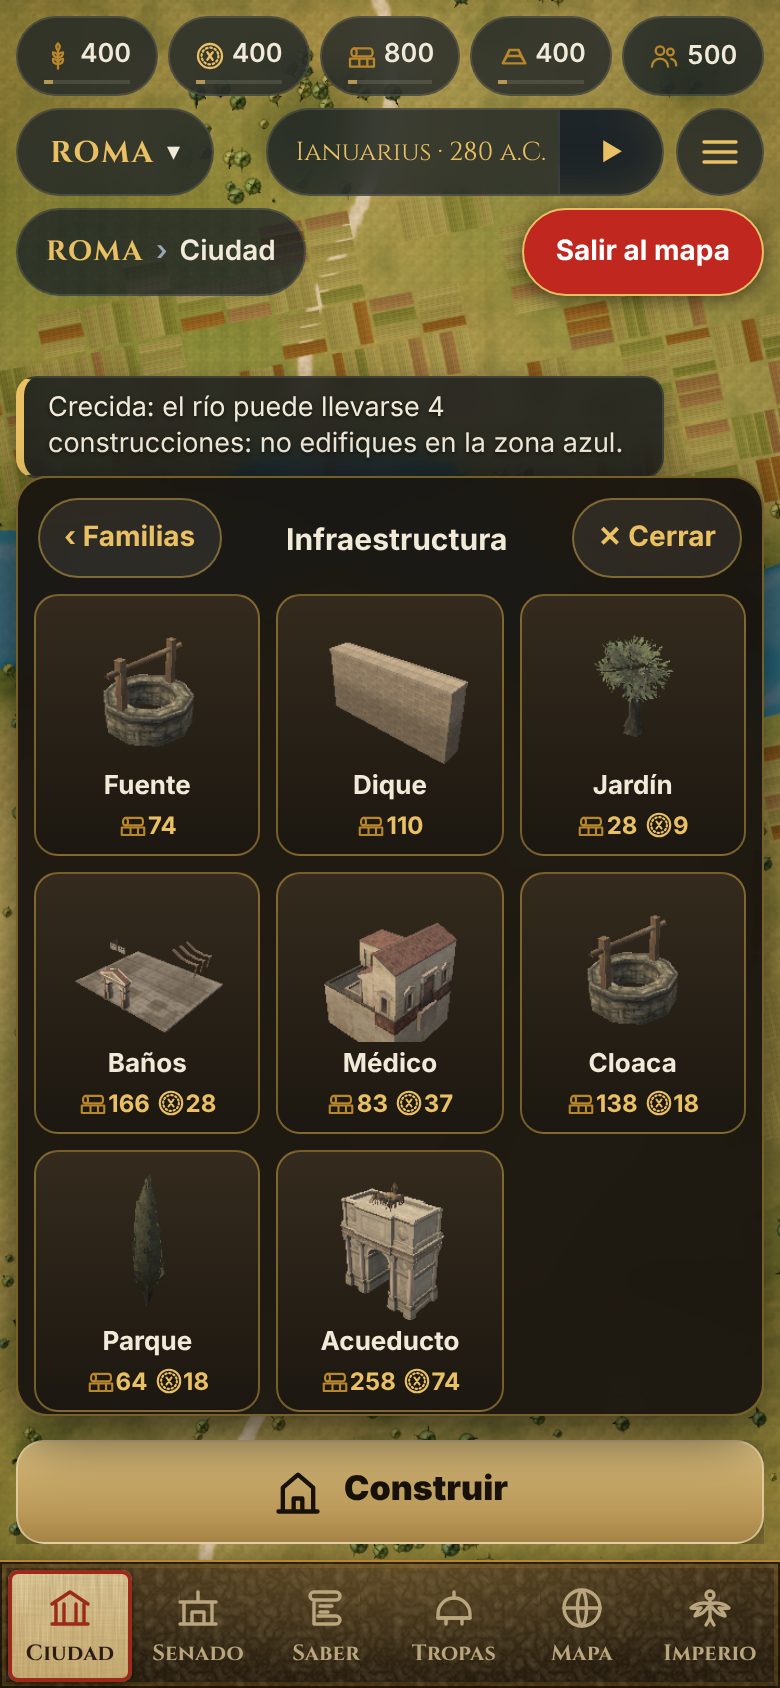 400 400 800 400 500
ROMA ▾ IANUARIUS · 280 A.C.
ROMA › Ciudad Salir al mapa
Crecida: el río puede llevarse 4
construcciones: no edifiques en la zona azul.
‹ Familias Infraestructura ✕ Cerrar
Fuente Dique Jardín
74 110 28 9
Baños Médico Cloaca
166 28 83 37 138 18
Parque Acueducto
64 18 258 74
Construir
CIUDAD SENADO SABER TROPAS MAPA IMPERIO